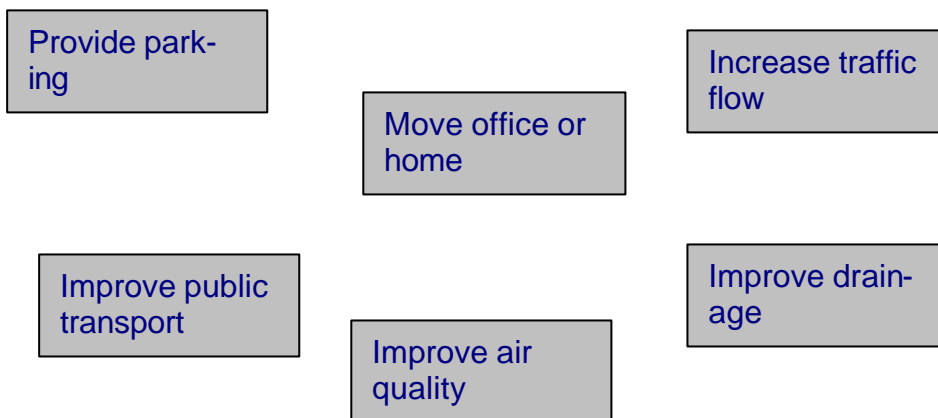 Provide park-
ing
Increase traffic
flow
Move office or
home
Improve public
transport
Improve drain-
age
Improve air
quality